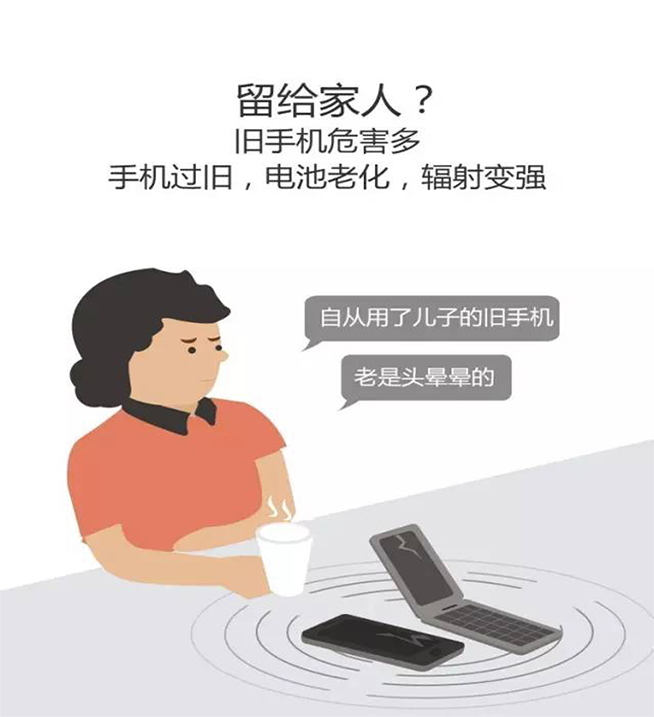 留给家人？
旧手机危害多
手机过旧，电池老化，辐射变强
自从用了儿子的旧手机
老是头晕晕的